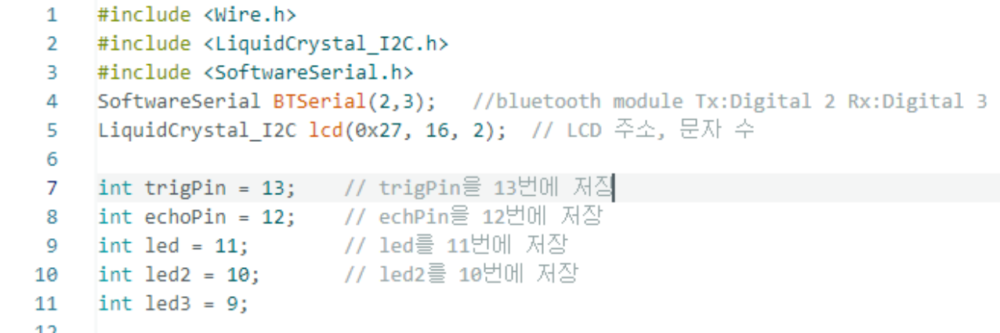 1 #include <Wire.h>
2 #include <LiquidCrystal_I2C.h>
3 #include <SoftwareSerial.h>
4 SoftwareSerial BTSerial(2,3);   //bluetooth module Tx:Digital 2 Rx:Digital 3
5 LiquidCrystal_I2C lcd(0x27, 16, 2);  // LCD 주소, 문자 수
6
7 int trigPin = 13;    // trigPin을 13번에 저장
8 int echoPin = 12;    // echPin을 12번에 저장
9 int led = 11;        // led를 11번에 저장
10 int led2 = 10;       // led2를 10번에 저장
11 int led3 = 9;
12